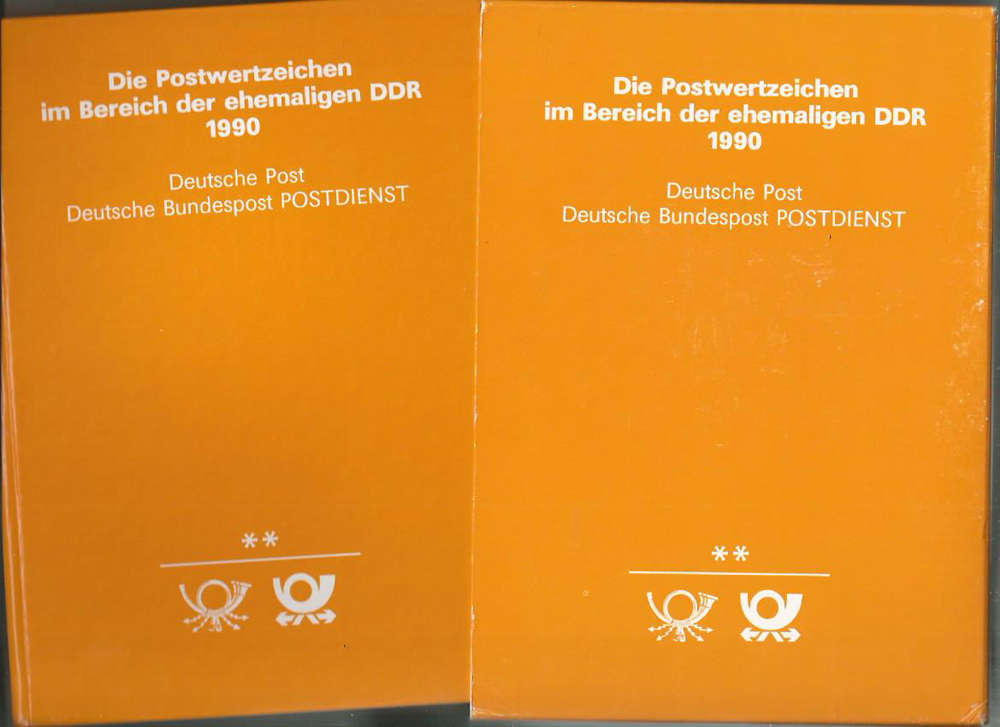 Die Postwertzeichen
im Bereich der ehemaligen DDR
1990
Deutsche Post
Deutsche Bundespost POSTDIENST
**
Die Postwertzeichen
im Bereich der ehemaligen DDR
1990
Deutsche Post
Deutsche Bundespost POSTDIENST
**